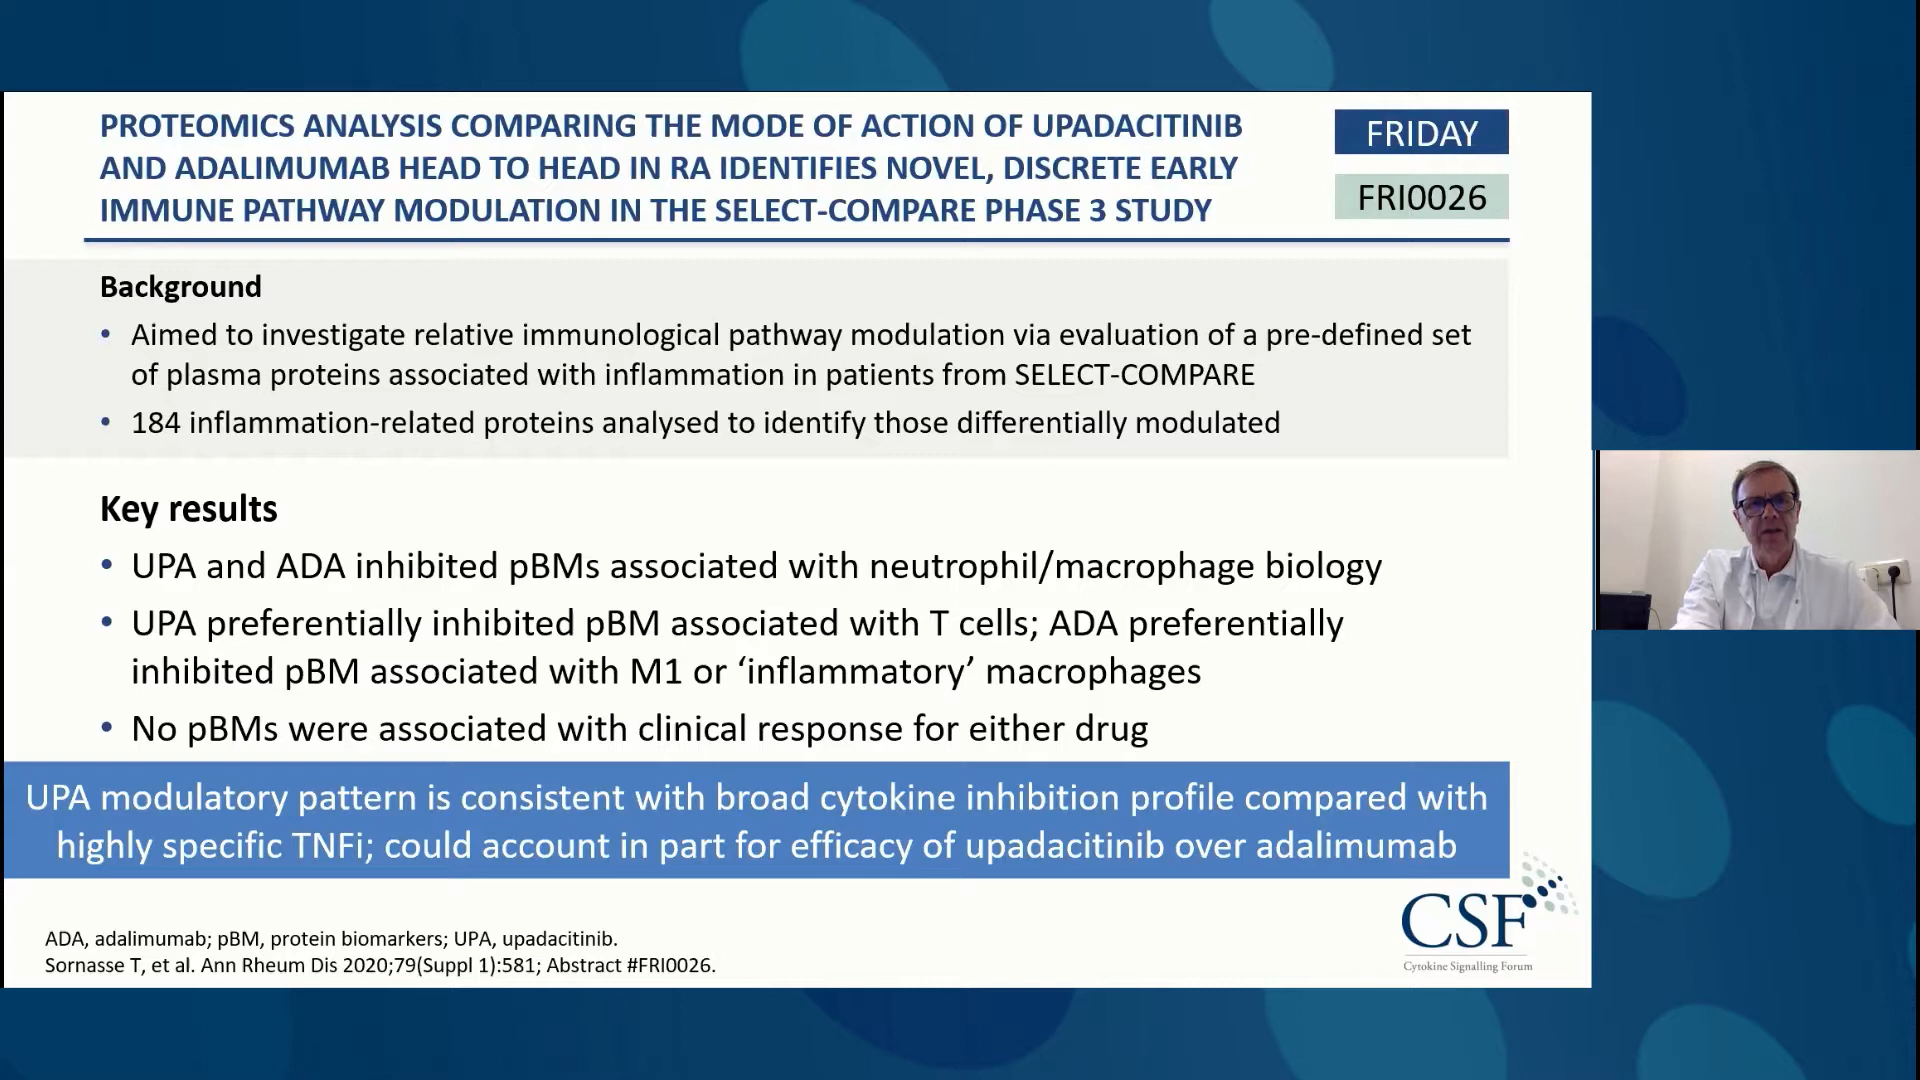 PROTEOMICS ANALYSIS COMPARING THE MODE OF ACTION OF UPADACITINIB
AND ADALIMUMAB HEAD TO HEAD IN RA IDENTIFIES NOVEL, DISCRETE EARLY
IMMUNE PATHWAY MODULATION IN THE SELECT-COMPARE PHASE 3 STUDY
FRIDAY
FRI0026
Background
• Aimed to investigate relative immunological pathway modulation via evaluation of a pre-defined set
of plasma proteins associated with inflammation in patients from SELECT-COMPARE
• 184 inflammation-related proteins analysed to identify those differentially modulated
Key results
• UPA and ADA inhibited pBMs associated with neutrophil/macrophage biology
• UPA preferentially inhibited pBM associated with T cells; ADA preferentially
inhibited pBM associated with M1 or ‘inflammatory’ macrophages
• No pBMs were associated with clinical response for either drug
UPA modulatory pattern is consistent with broad cytokine inhibition profile compared with
highly specific TNFi; could account in part for efficacy of upadacitinib over adalimumab
ADA, adalimumab; pBM, protein biomarkers; UPA, upadacitinib.
Sornasse T, et al. Ann Rheum Dis 2020;79(Suppl 1):581; Abstract #FRI0026.
CSF
Cytokine Signalling Forum